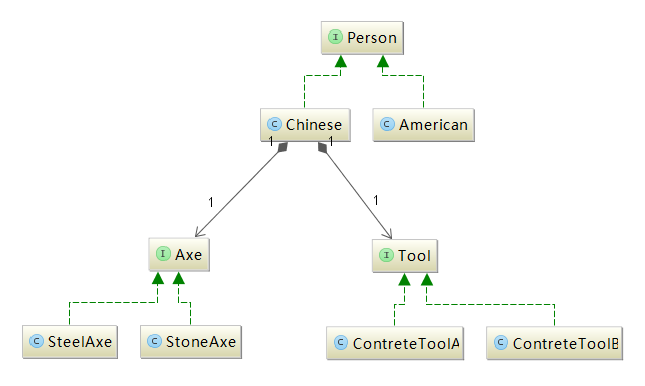 I Person
C Chinese
C American
1 1
1 1
I Axe
I Tool
C SteelAxe
C StoneAxe
C ContreteToolA
C ContreteToolB